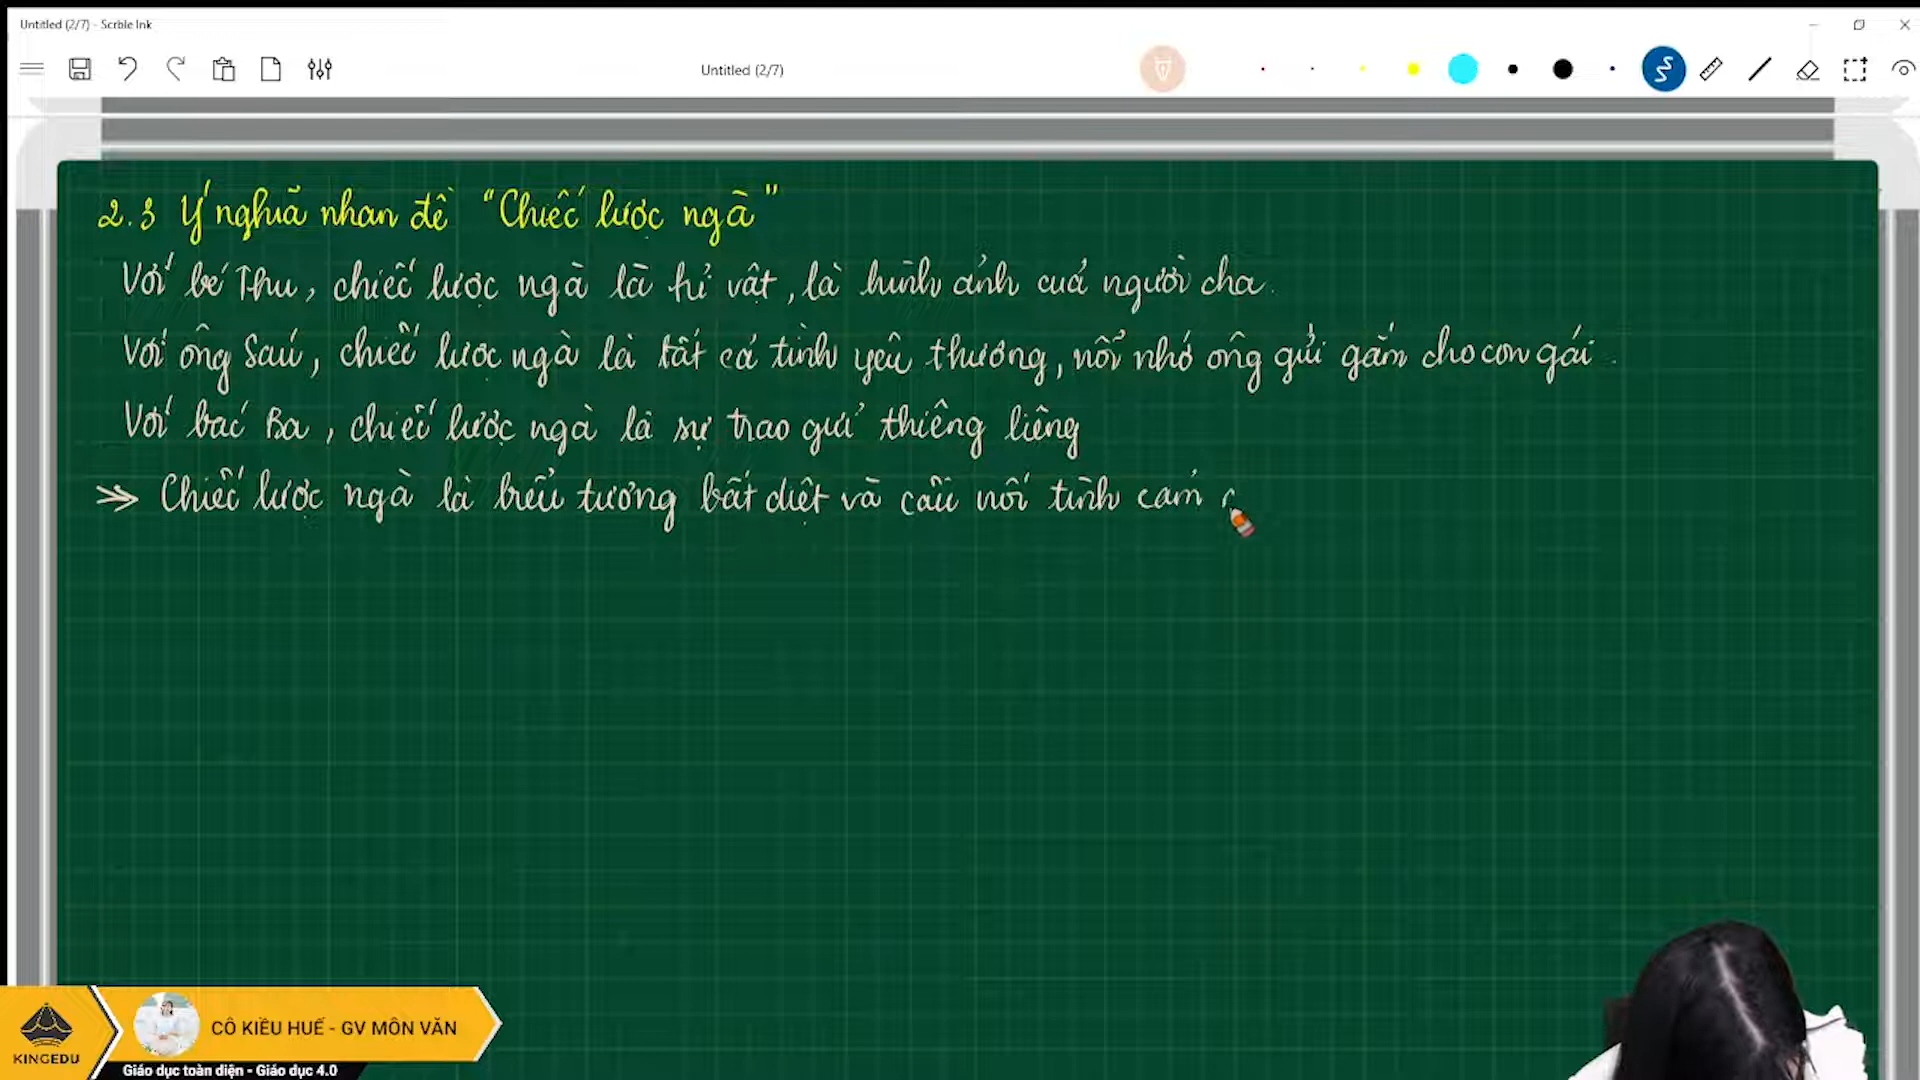 Untitled (2/7) - Scrble Ink
Untitled (2/7)
2.3 Ý nghĩa nhan đề "Chiếc lược ngà"
Với bé Thu, chiếc lược ngà là kỉ vật, là hình ảnh của người cha.
Với ông Sáu, chiếc lược ngà là tất cả tình yêu thương, nỗi nhớ ông gửi gắm cho con gái.
Với bác Ba, chiếc lược ngà là sự trao gửi thiêng liêng
>> Chiếc lược ngà là biểu tượng bất diệt và cầu nối tình cảm
CÔ KIỀU HUẾ - GV MÔN VĂN
KINGEDU
Giáo dục toàn diện - Giáo dục 4.0